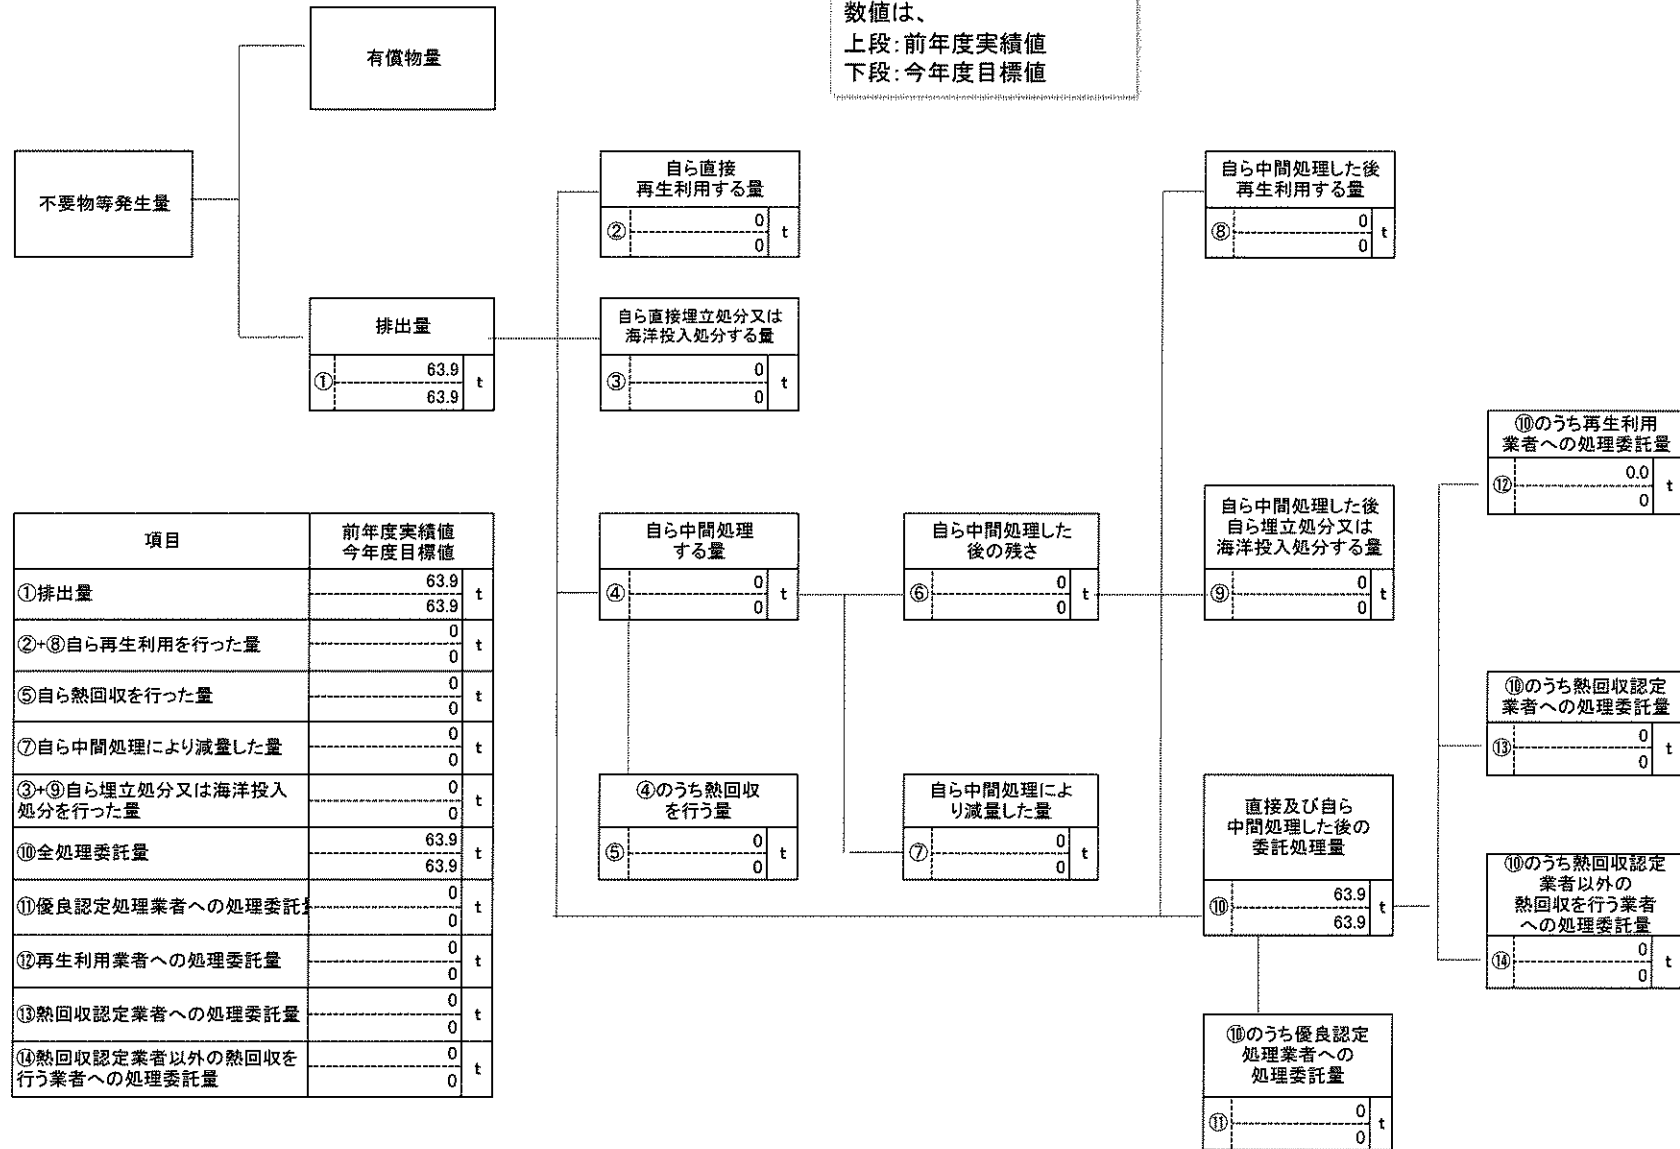 数値は、
上段:前年度実績値
下段:今年度目標値
有償物量
不要物等発生量
排出量
① 63.9 t
63.9
自ら直接
再生利用する量
② 0 t
0
自ら直接埋立処分又は
海洋投入処分する量
③ 0 t
0
自ら中間処理
する量
④ 0 t
0
④のうち熱回収
を行う量
⑤ 0 t
0
自ら中間処理した
後の残さ
⑥ 0 t
0
自ら中間処理によ
り減量した量
⑦ 0 t
0
自ら中間処理した後
再生利用する量
⑧ 0 t
0
自ら中間処理した後
自ら埋立処分又は
海洋投入処分する量
⑨ 0 t
0
直接及び自ら
中間処理した後の
委託処理量
⑩ 63.9 t
63.9
⑩のうち優良認定
処理業者への
処理委託量
⑪ 0 t
0
⑩のうち再生利用
業者への処理委託量
⑫ 0.0 t
0
⑩のうち熱回収認定
業者への処理委託量
⑬ 0 t
0
⑩のうち熱回収認定
業者以外の
熱回収を行う業者
への処理委託量
⑭ 0 t
0
項目 前年度実績値
今年度目標値
①排出量 63.9 t
63.9
②+⑧自ら再生利用を行った量 0 t
0
⑤自ら熱回収を行った量 0 t
0
⑦自ら中間処理により減量した量 0 t
0
③+⑨自ら埋立処分又は海洋投入
処分を行った量 0 t
0
⑩全処理委託量 63.9 t
63.9
⑪優良認定処理業者への処理委託 0 t
0
⑫再生利用業者への処理委託量 0 t
0
⑬熱回収認定業者への処理委託量 0 t
0
⑭熱回収認定業者以外の熱回収を
行う業者への処理委託量 0 t
0